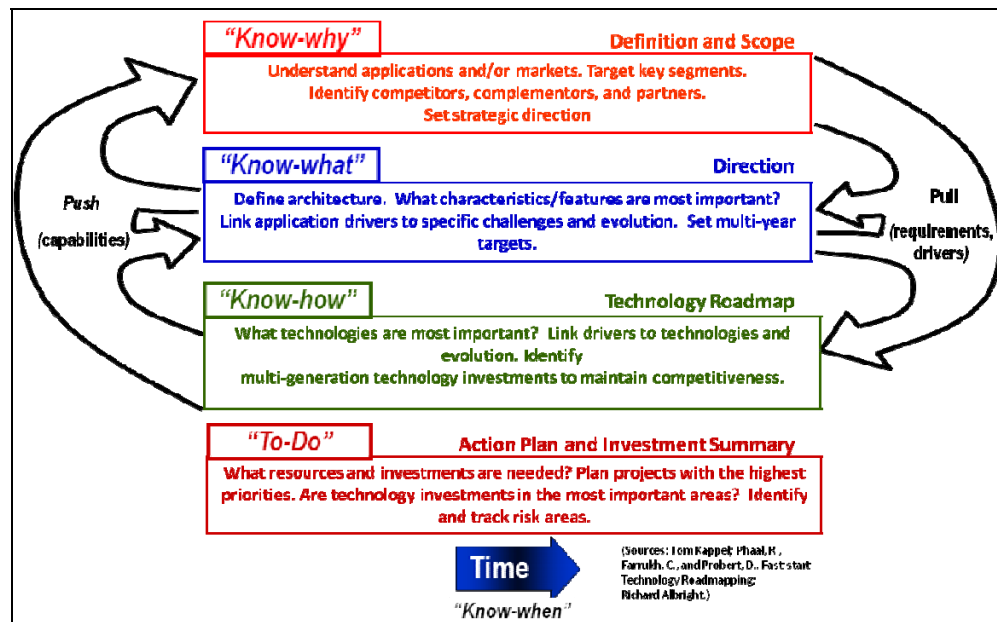 "Know-why"
Definition and Scope
Understand applications and/or markets. Target key segments.
Identify competitors, complementors, and partners.
Set strategic direction
"Know-what"
Direction
Define architecture. What characteristics/features are most important?
Link application drivers to specific challenges and evolution. Set multi-year
targets.
Push
(capabilities)
Pull
(requirements,
drivers)
"Know-how"
Technology Roadmap
What technologies are most important? Link drivers to technologies and
evolution. Identify
multi-generation technology investments to maintain competitiveness.
"To-Do"
Action Plan and Investment Summary
What resources and investments are needed? Plan projects with the highest
priorities. Are technology investments in the most important areas? Identify
and track risk areas.
Time
"Know-when"
(Sources: Tom Kappel; Phaal, R.,
Farrukh, C., and Probert, D., Fast start
Technology Roadmapping;
Richard Albright.)